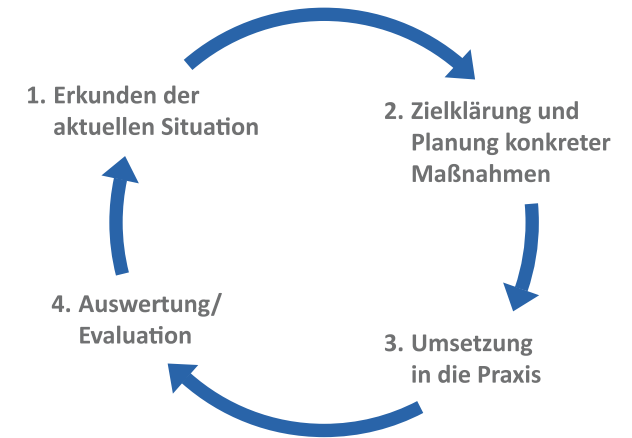 1. Erkunden der
aktuellen Situation
2. Zielklärung und
Planung konkreter
Maßnahmen
3. Umsetzung
in die Praxis
4. Auswertung/
Evaluation